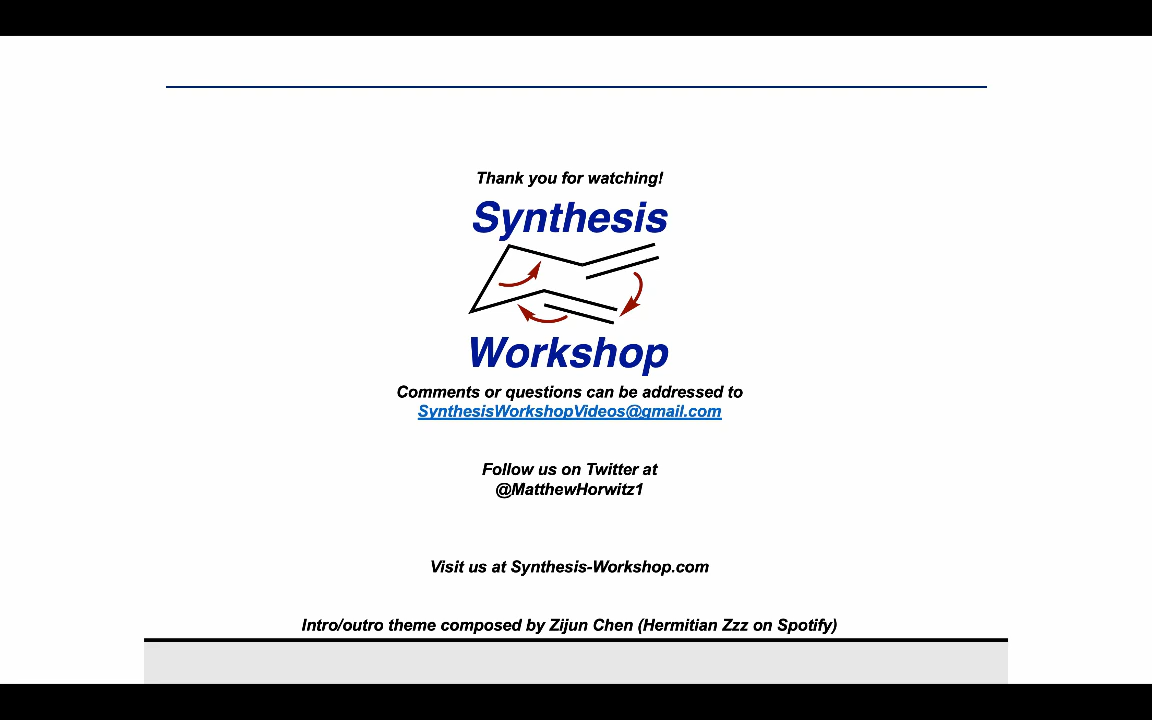 Thank you for watching!
Synthesis
Workshop
Comments or questions can be addressed to
SynthesisWorkshopVideos@gmail.com
Follow us on Twitter at
@MatthewHorwitz1
Visit us at Synthesis-Workshop.com
Intro/outro theme composed by Zijun Chen (Hermitian Zzz on Spotify)